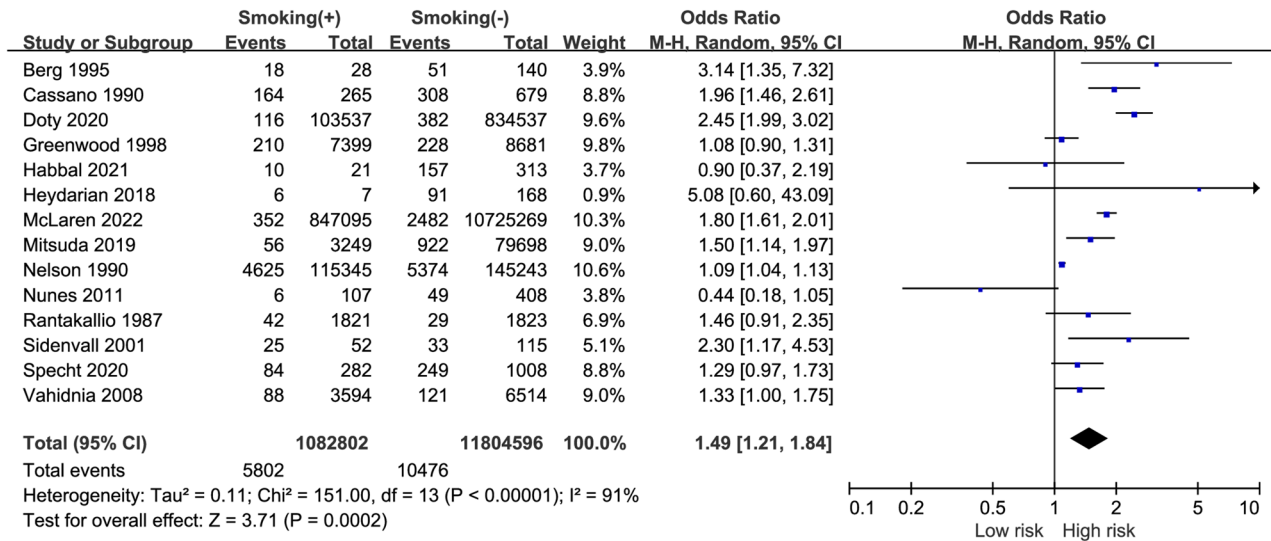 Smoking(+) Smoking(-) Odds Ratio Odds Ratio
Study or Subgroup Events Total Events Total Weight M-H, Random, 95% CI M-H, Random, 95% CI
Berg 1995 18 28 51 140 3.9% 3.14 [1.35, 7.32]
Cassano 1990 164 265 308 679 8.8% 1.96 [1.46, 2.61]
Doty 2020 116 103537 382 834537 9.6% 2.45 [1.99, 3.02]
Greenwood 1998 210 7399 228 8681 9.8% 1.08 [0.90, 1.31]
Habbal 2021 10 21 157 313 3.7% 0.90 [0.37, 2.19]
Heydarian 2018 6 7 91 168 0.9% 5.08 [0.60, 43.09]
McLaren 2022 352 847095 2482 10725269 10.3% 1.80 [1.61, 2.01]
Mitsuda 2019 56 3249 922 79698 9.0% 1.50 [1.14, 1.97]
Nelson 1990 4625 115345 5374 145243 10.6% 1.09 [1.04, 1.13]
Nunes 2011 6 107 49 408 3.8% 0.44 [0.18, 1.05]
Rantakallio 1987 42 1821 29 1823 6.9% 1.46 [0.91, 2.35]
Sidenvall 2001 25 52 33 115 5.1% 2.30 [1.17, 4.53]
Specht 2020 84 282 249 1008 8.8% 1.29 [0.97, 1.73]
Vahidnia 2008 88 3594 121 6514 9.0% 1.33 [1.00, 1.75]
Total (95% CI) 1082802 11804596 100.0% 1.49 [1.21, 1.84]
Total events 5802 10476
Heterogeneity: Tau² = 0.11; Chi² = 151.00, df = 13 (P < 0.00001); I² = 91%
Test for overall effect: Z = 3.71 (P = 0.0002)
0.1 0.2 0.5 1 2 5 10
Low risk High risk